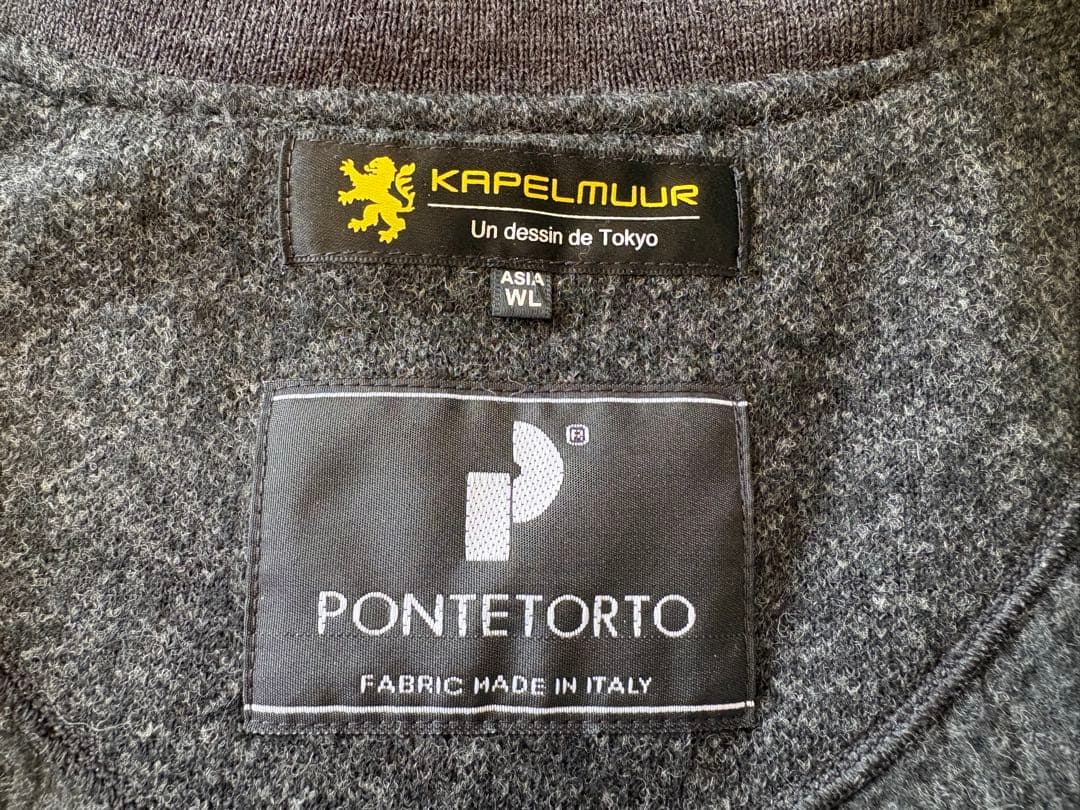 KAPELMUUR
Un dessin de Tokyo
ASIA
WL
®
PONTETORTO
FABRIC MADE IN ITALY